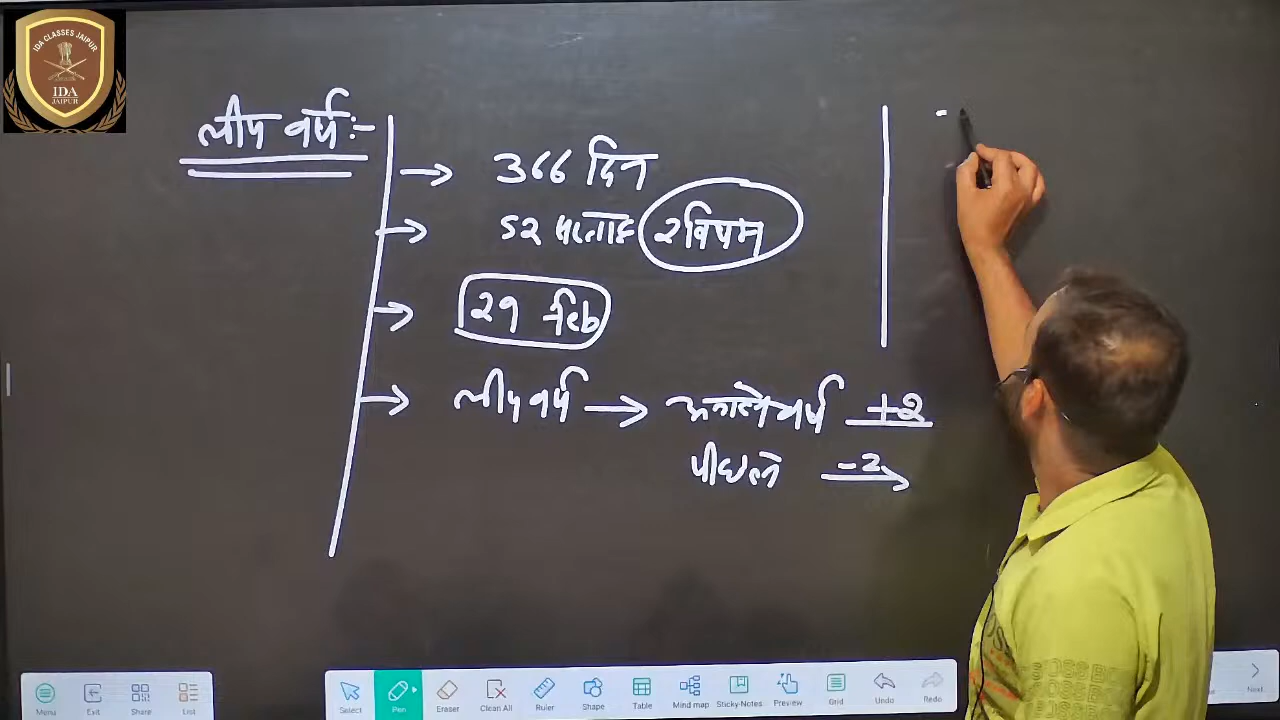 IDA CLASSES JAIPUR
IDA
JAIPUR
लीप वर्ष :-
→ 366 दिन
→ 52 सप्ताह 2 विषम
→ 29 Feb
→ लीप वर्ष → अगले वर्ष +2
पीछले -2
Menu
Exit
Share
List
Select
Pen
Eraser
Clean All
Ruler
Shape
Table
Mind map
Sticky-Notes
Preview
Grid
Undo
Redo
Next